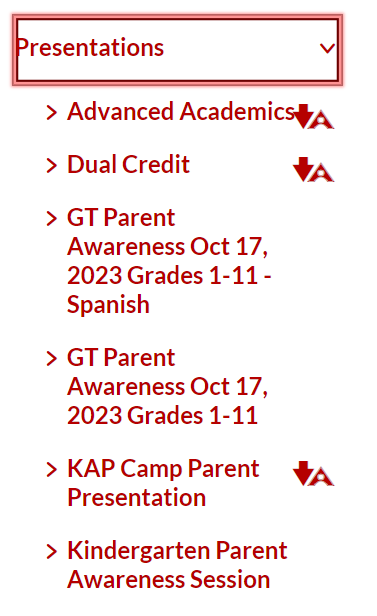 Presentations
Advanced Academics
Dual Credit
GT Parent
Awareness Oct 17,
2023 Grades 1-11 -
Spanish
GT Parent
Awareness Oct 17,
2023 Grades 1-11
KAP Camp Parent
Presentation
Kindergarten Parent
Awareness Session